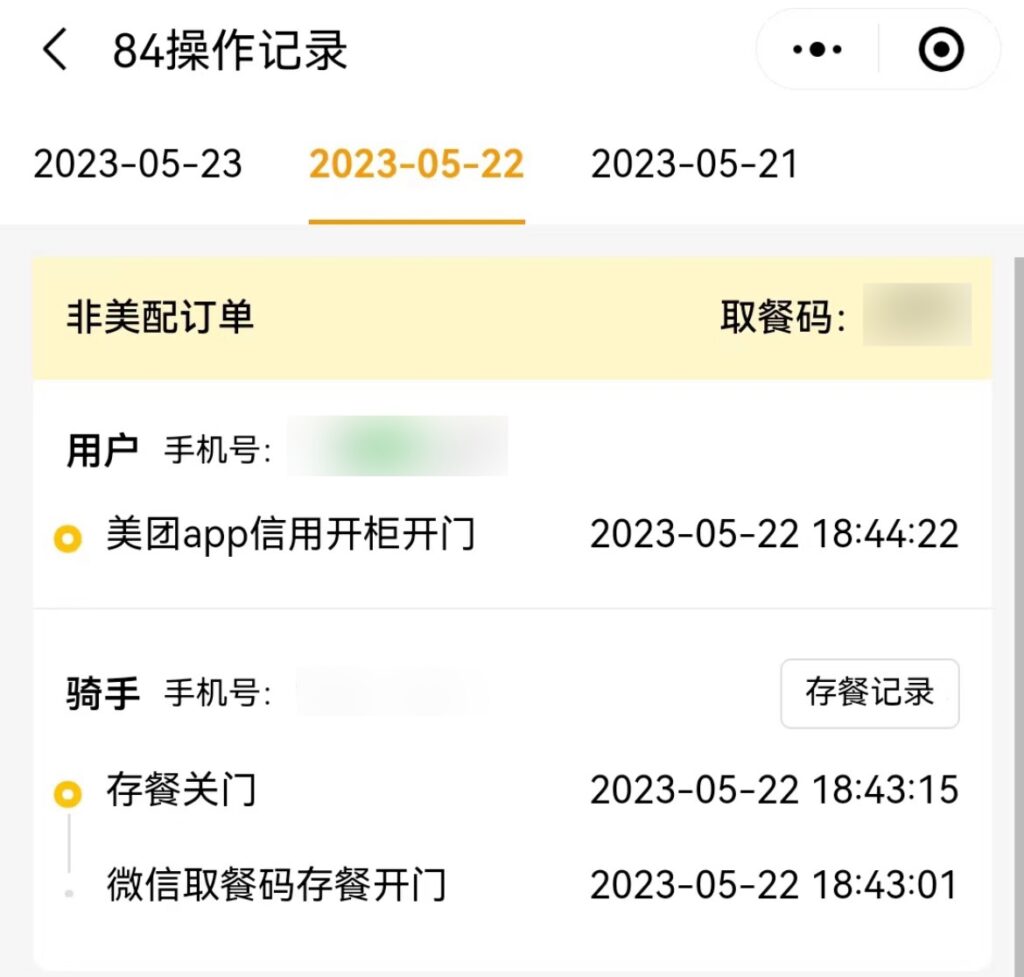 84操作记录
2023-05-23 2023-05-22 2023-05-21
非美配订单 取餐码：
用户 手机号：
美团app信用开柜开门 2023-05-22 18:44:22
骑手 手机号： 存餐记录
存餐关门 2023-05-22 18:43:15
微信取餐码存餐开门 2023-05-22 18:43:01